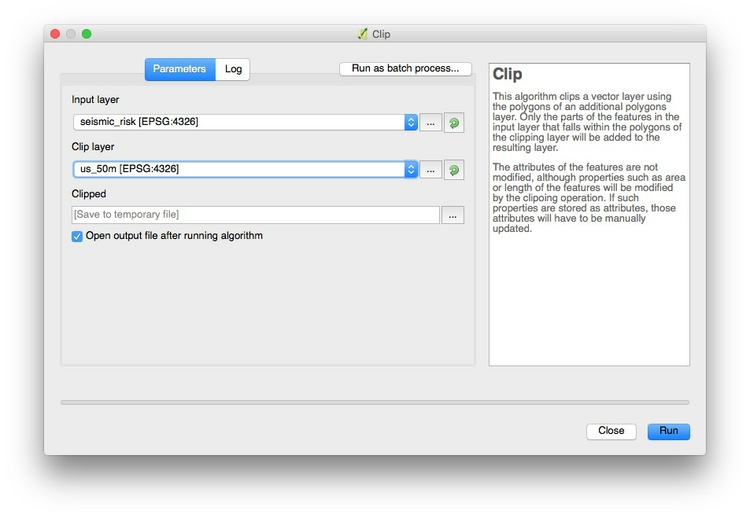 Clip
Parameters
Log
Run as batch process...
Input layer
seismic_risk [EPSG:4326]
...
Clip layer
us_50m [EPSG:4326]
...
Clipped
[Save to temporary file]
...
Open output file after running algorithm
Clip
This algorithm clips a vector layer using
the polygons of an additional polygons
layer. Only the parts of the features in the
input layer that falls within the polygons of
the clipping layer will be added to the
resulting layer.
The attributes of the features are not
modified, although properties such as area
or length of the features will be modified
by the clipoing operation. If such
properties are stored as attributes, those
attributes will have to be manually
updated.
Close
Run